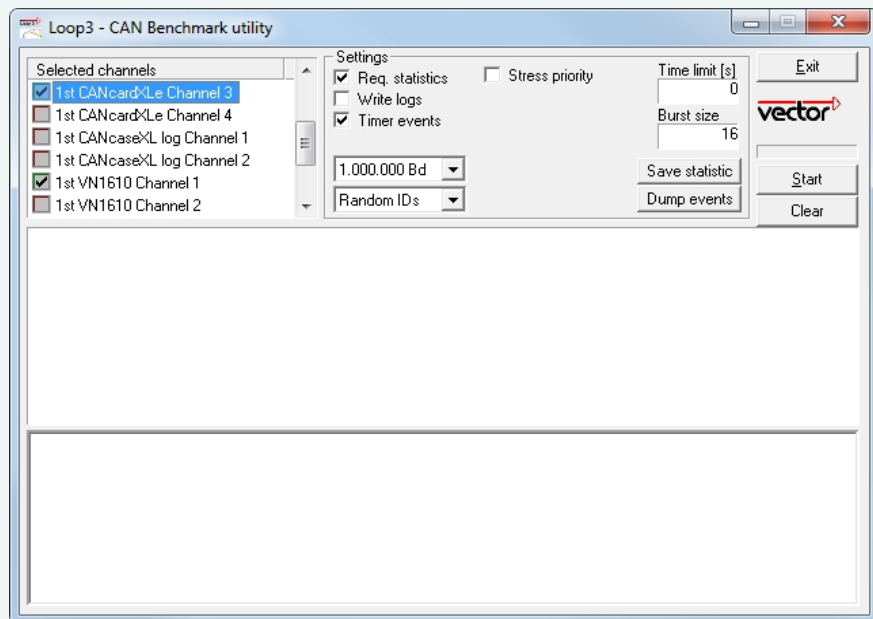 Loop3 - CAN Benchmark utility
Selected channels
1st CANcardXLe Channel 3
1st CANcardXLe Channel 4
1st CANcaseXL log Channel 1
1st CANcaseXL log Channel 2
1st VN1610 Channel 1
1st VN1610 Channel 2
Settings
Req. statistics
Write logs
Timer events
Stress priority
1.000.000 Bd
Random IDs
Time limit [s]
0
Burst size
16
Save statistic
Dump events
Exit
vector
Start
Clear